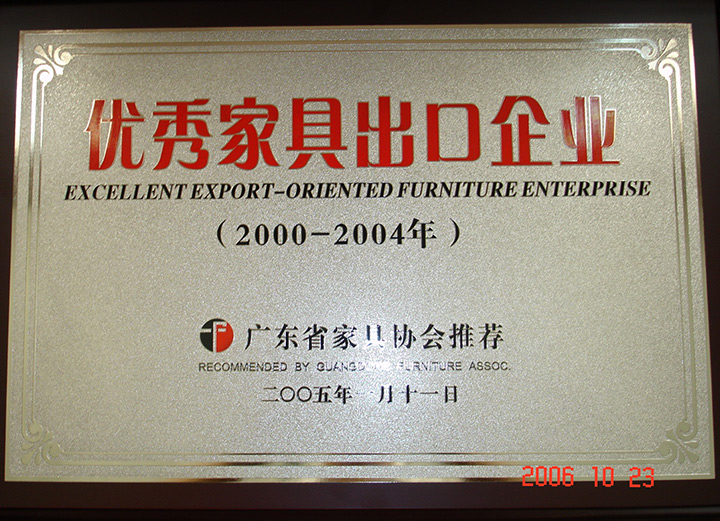 优秀家具出口企业
EXCELLENT EXPORT-ORIENTED FURNITURE ENTERPRISE
(2000-2004年)
广东省家具协会推荐
RECOMMENDED BY GUANGDONG FURNITURE ASSOC.
二〇〇五年一月十一日
2006 10 23